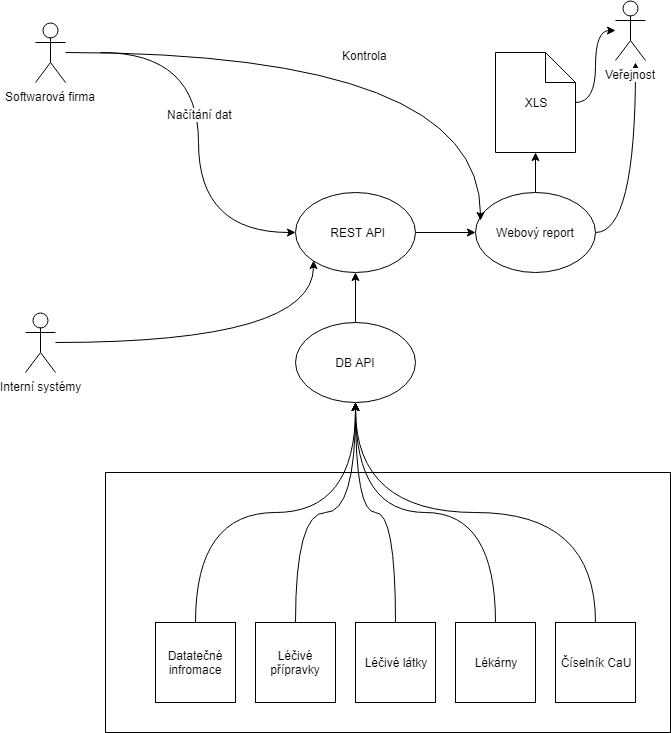 Softwarová firma
Kontrola
Načítání dat
XLS
Veřejnost
REST API
Webový report
Interní systémy
DB API
Datatečné
infromace
Léčivé
přípravky
Léčivé látky
Lékárny
Číselník CaU